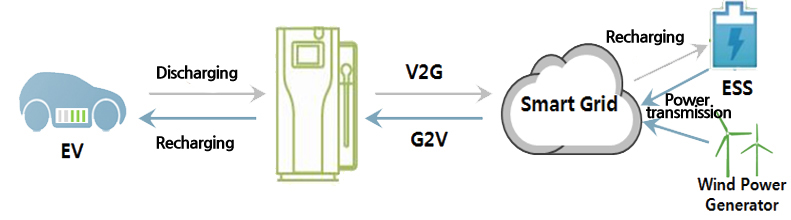 Discharging
Recharging
EV
V2G
G2V
Smart Grid
Recharging
ESS
Power
transmission
Wind Power
Generator